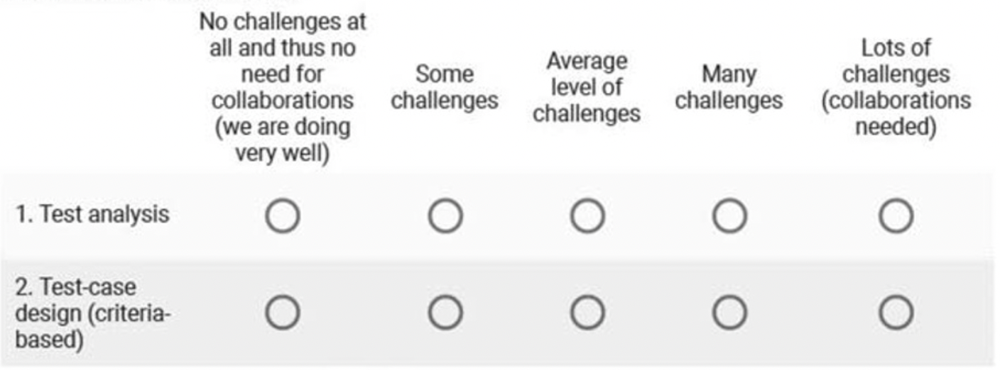 No challenges at
all and thus no
need for
collaborations
(we are doing
very well)
Some
challenges
Average
level of
challenges
Many
challenges
Lots of
challenges
(collaborations
needed)
1. Test analysis
2. Test-case
design (criteria-
based)